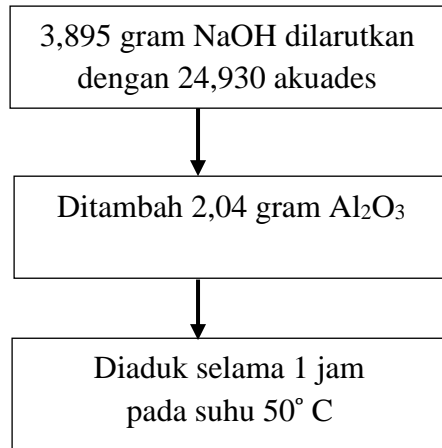 3,895 gram NaOH dilarutkan
dengan 24,930 akuades
Ditambah 2,04 gram Al₂O₃
Diaduk selama 1 jam
pada suhu 50° C